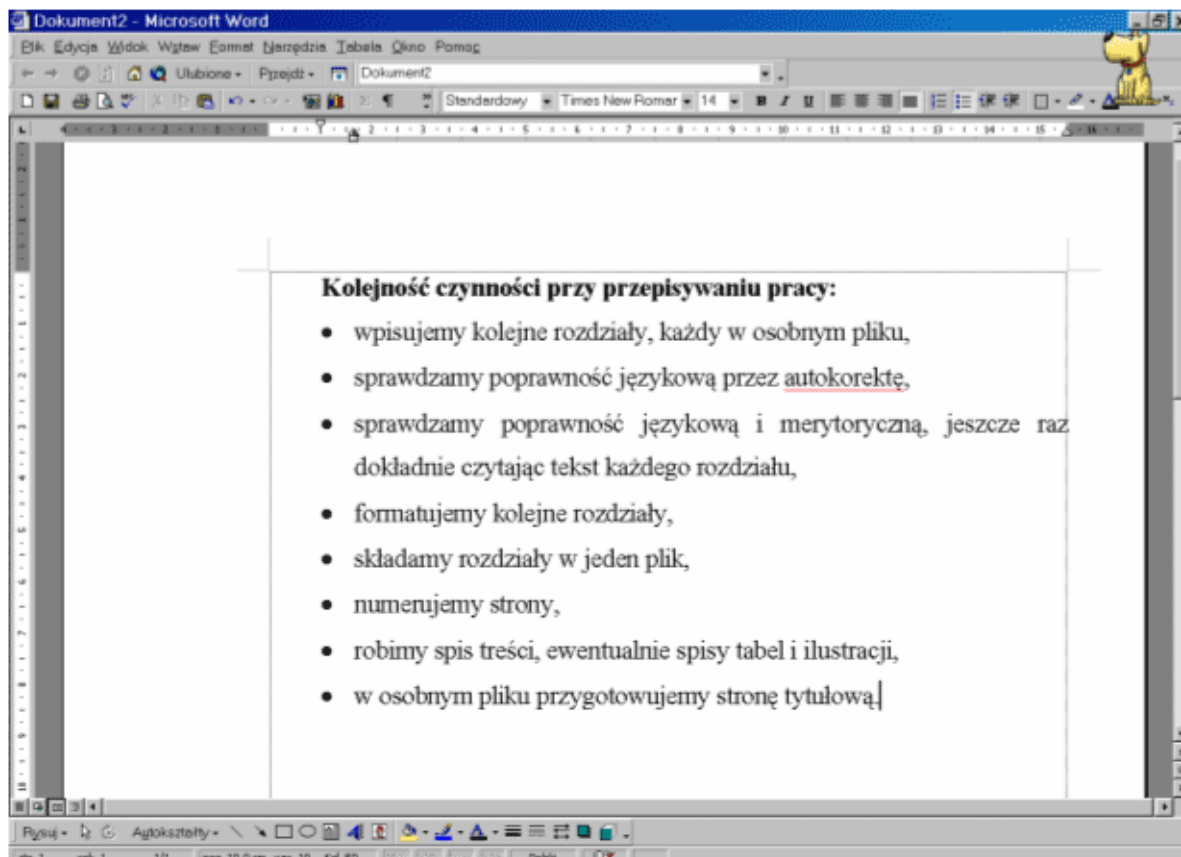 Dokument2 - Microsoft Word
Plik Edycja Widok Wstaw Format Narzędzia Tabela Okno Pomoc
Ulubione Przejdź Dokument2
Standardowy Times New Roman 14 B I U
Kolejność czynności przy przepisywaniu pracy:
• wpisujemy kolejne rozdziały, każdy w osobnym pliku,
• sprawdzamy poprawność językową przez autokorektę,
• sprawdzamy poprawność językową i merytoryczną, jeszcze raz
dokładnie czytając tekst każdego rozdziału,
• formatujemy kolejne rozdziały,
• składamy rozdziały w jeden plik,
• numerujemy strony,
• robimy spis treści, ewentualnie spisy tabel i ilustracji,
• w osobnym pliku przygotowujemy stronę tytułową.
Rysuj Autokształty